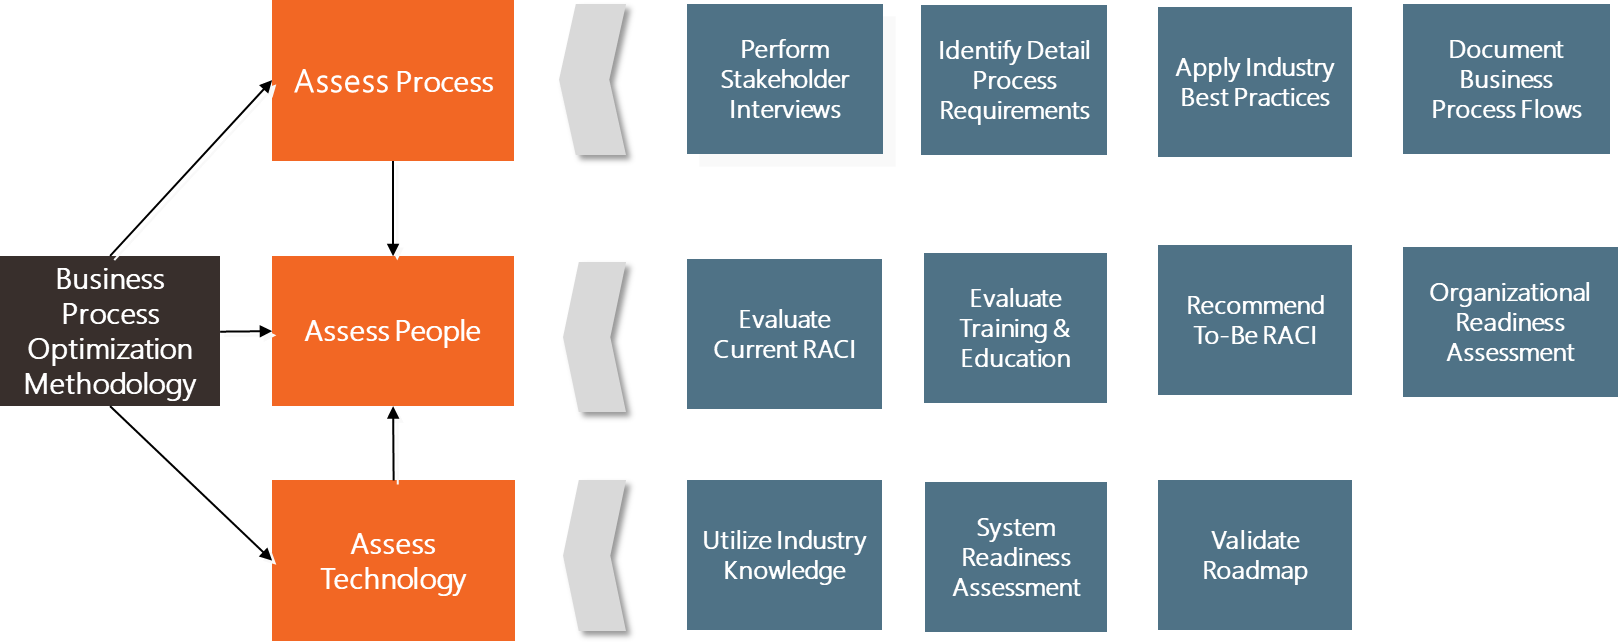 Assess Process
Perform
Stakeholder
Interviews
Identify Detail
Process
Requirements
Apply Industry
Best Practices
Document
Business
Process Flows
Business
Process
Optimization
Methodology
Assess People
Evaluate
Current RACI
Evaluate
Training &
Education
Recommend
To-Be RACI
Organizational
Readiness
Assessment
Assess
Technology
Utilize Industry
Knowledge
System
Readiness
Assessment
Validate
Roadmap